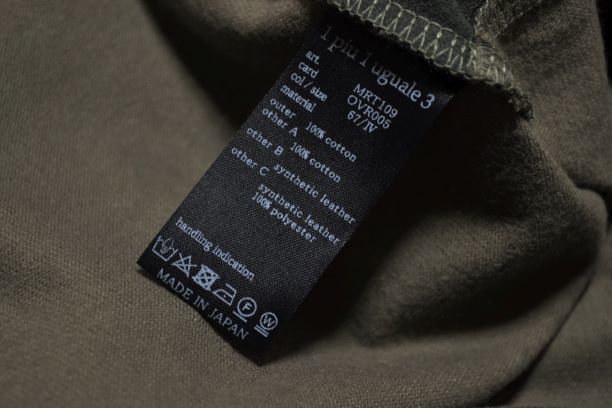 1 più 1 uguale 3
art. MRT109
card OVR005
col / size 67/IV
material
outer 100% cotton
other A 100% cotton
other B synthetic leather
other C synthetic leather
100% polyester
handling indication
F W
MADE IN JAPAN